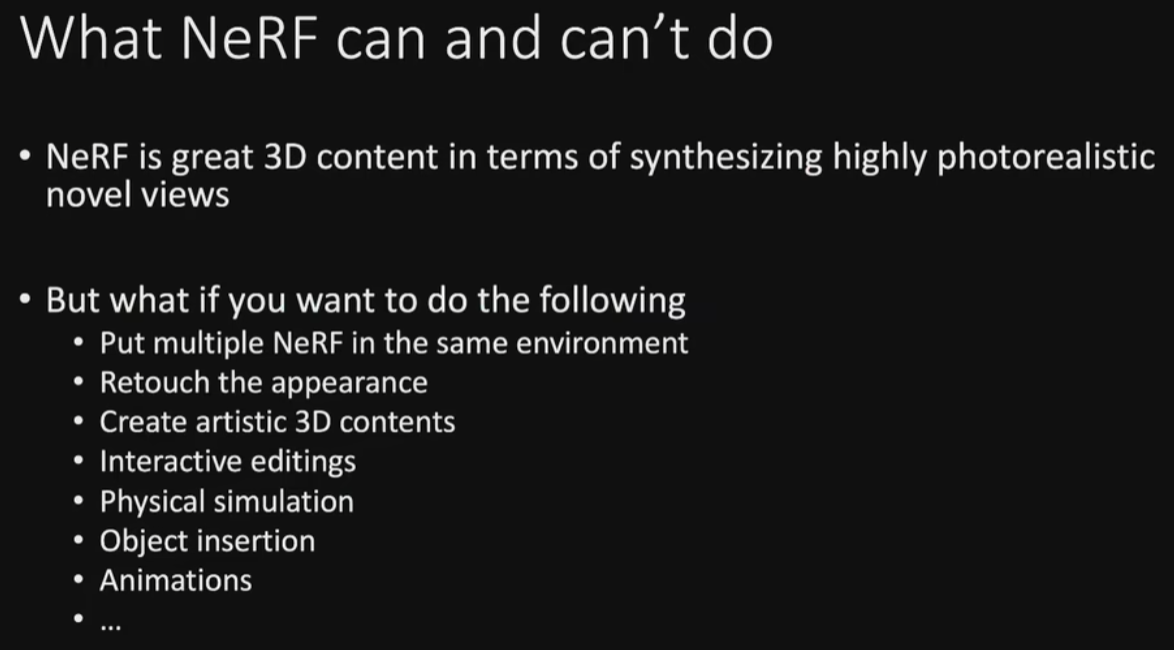 What NeRF can and can't do
• NeRF is great 3D content in terms of synthesizing highly photorealistic
novel views
• But what if you want to do the following
• Put multiple NeRF in the same environment
• Retouch the appearance
• Create artistic 3D contents
• Interactive editings
• Physical simulation
• Object insertion
• Animations
• ...